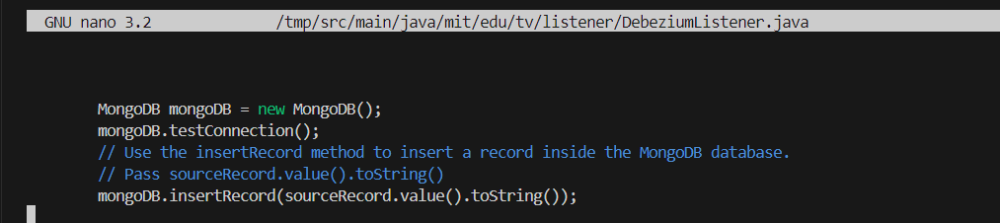 GNU nano 3.2 /tmp/src/main/java/mit/edu/tv/listener/DebeziumListener.java
MongoDB mongoDB = new MongoDB();
mongoDB.testConnection();
// Use the insertRecord method to insert a record inside the MongoDB database.
// Pass sourceRecord.value().toString()
mongoDB.insertRecord(sourceRecord.value().toString());